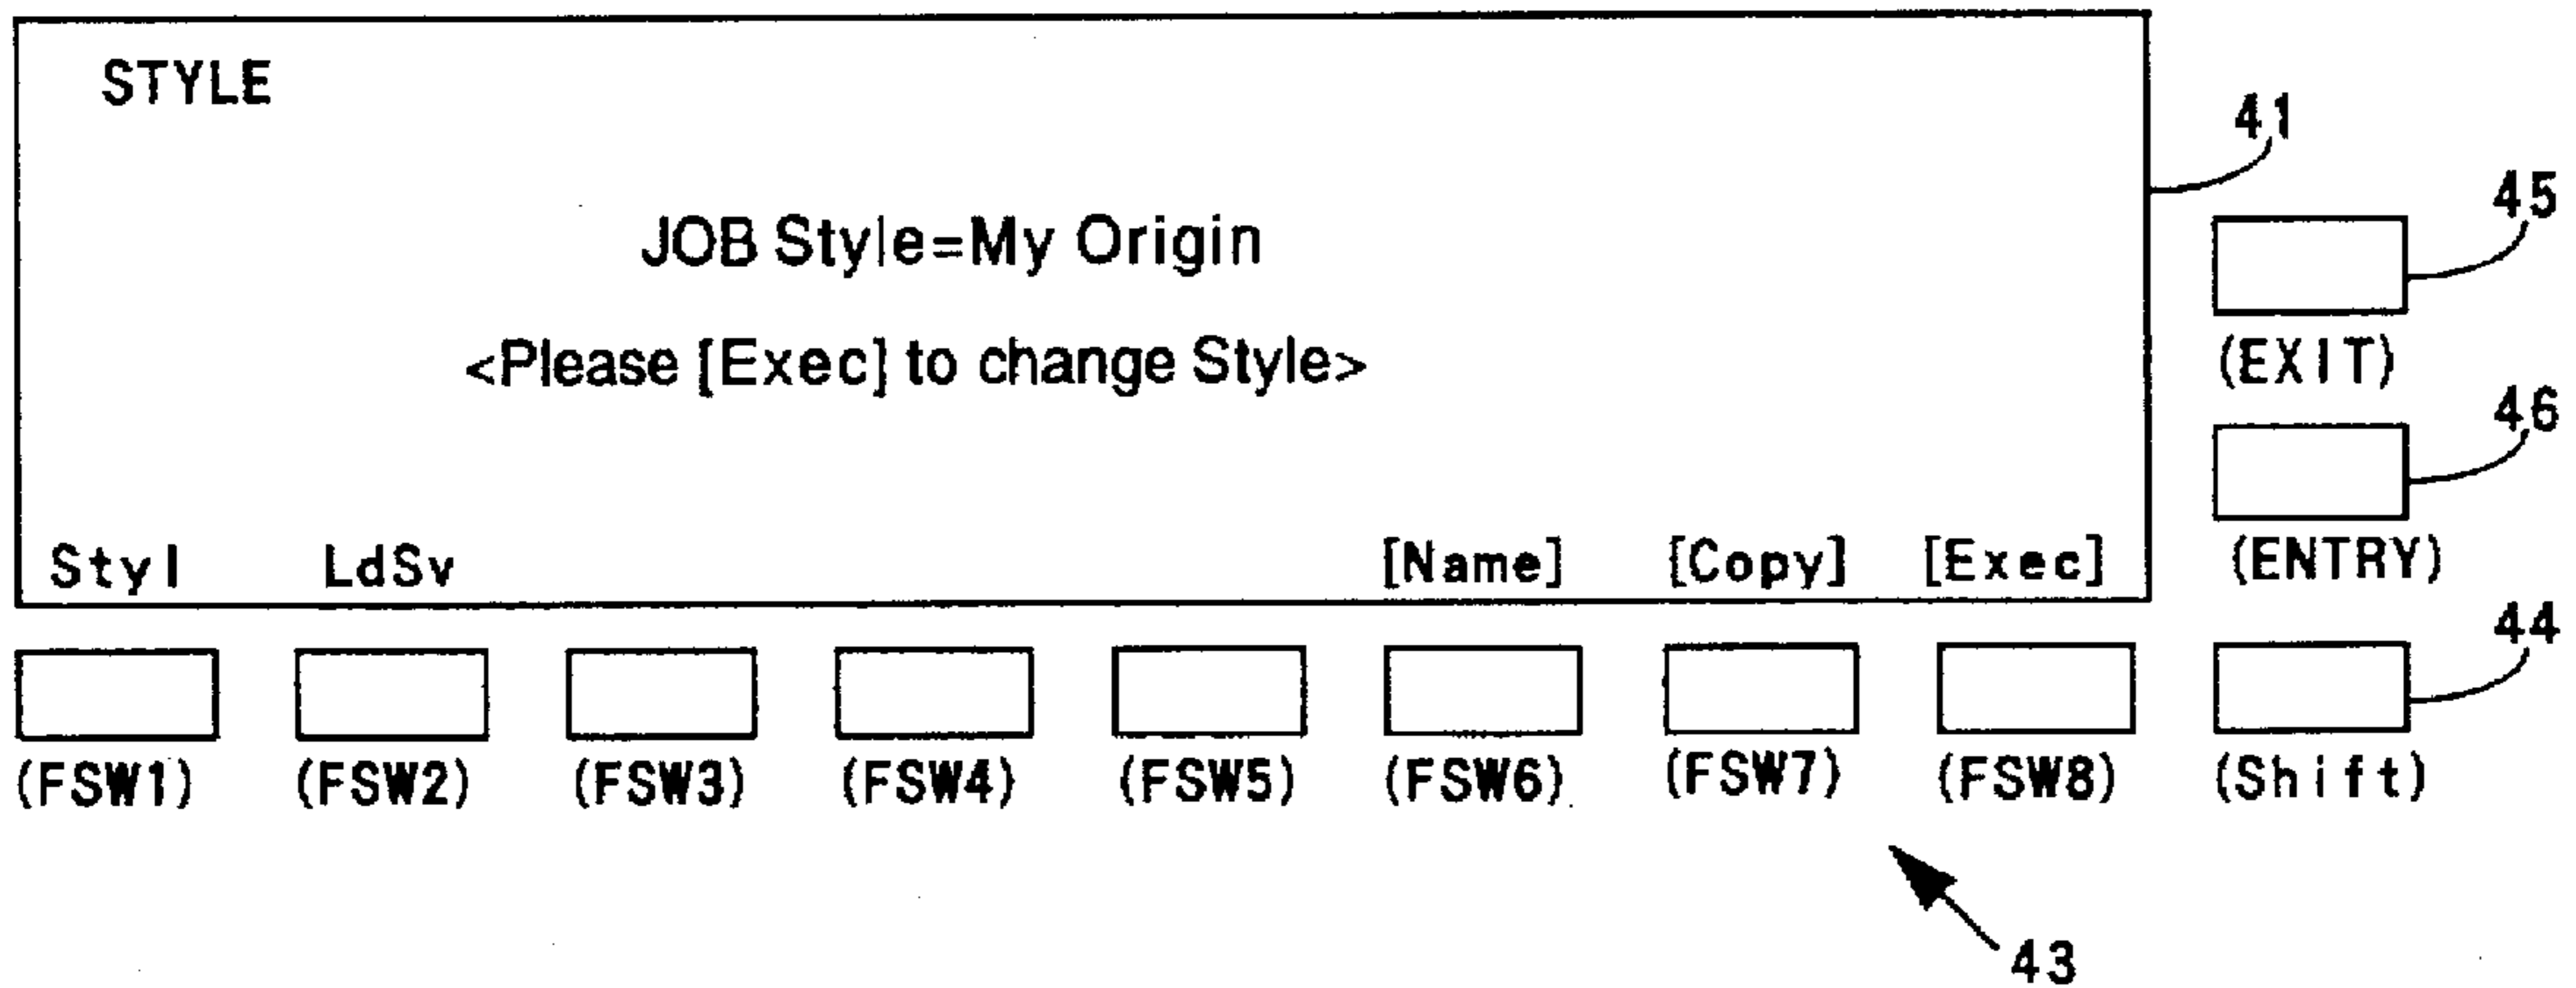 STYLE
41
45
JOB Style=My Origin
(EXIT)
<Please [Exec] to change Style>
46
Styl LdSv [Name] [Copy] [Exec]
(ENTRY)
44
(FSW1) (FSW2) (FSW3) (FSW4) (FSW5) (FSW6) (FSW7) (FSW8) (Shift)
43